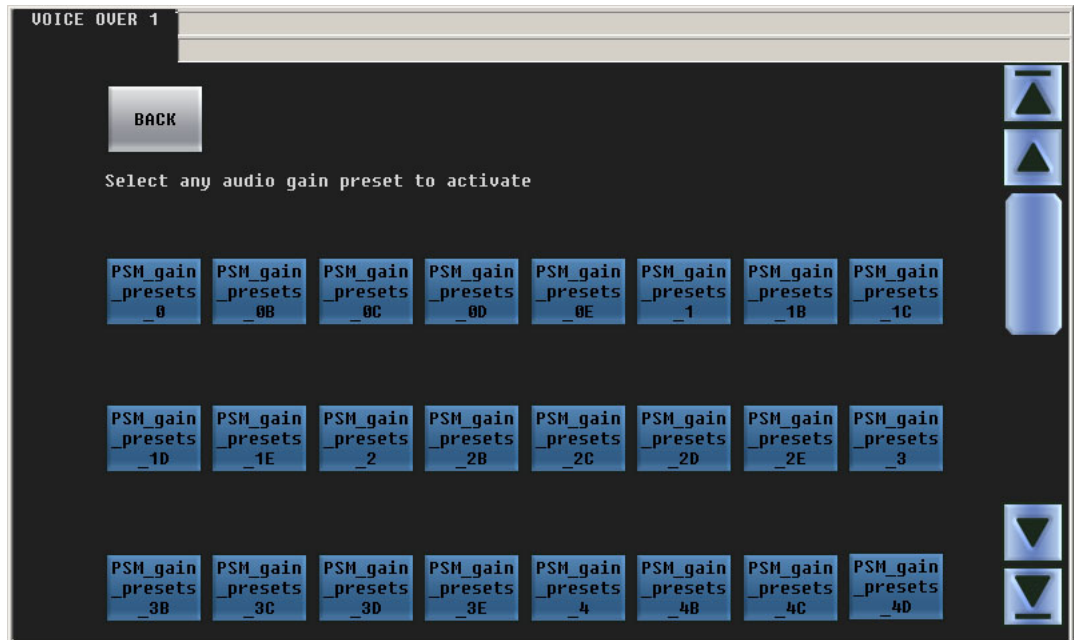 VOICE OVER 1
BACK
Select any audio gain preset to activate
PSM_gain PSM_gain PSM_gain PSM_gain PSM_gain PSM_gain PSM_gain PSM_gain
_presets _presets _presets _presets _presets _presets _presets _presets
_0 _0B _0C _0D _0E _1 _1B _1C
PSM_gain PSM_gain PSM_gain PSM_gain PSM_gain PSM_gain PSM_gain PSM_gain
_presets _presets _presets _presets _presets _presets _presets _presets
_1D _1E _2 _2B _2C _2D _2E _3
PSM_gain PSM_gain PSM_gain PSM_gain PSM_gain PSM_gain PSM_gain PSM_gain
_presets _presets _presets _presets _presets _presets _presets _presets
_3B _3C _3D _3E _4 _4B _4C _4D